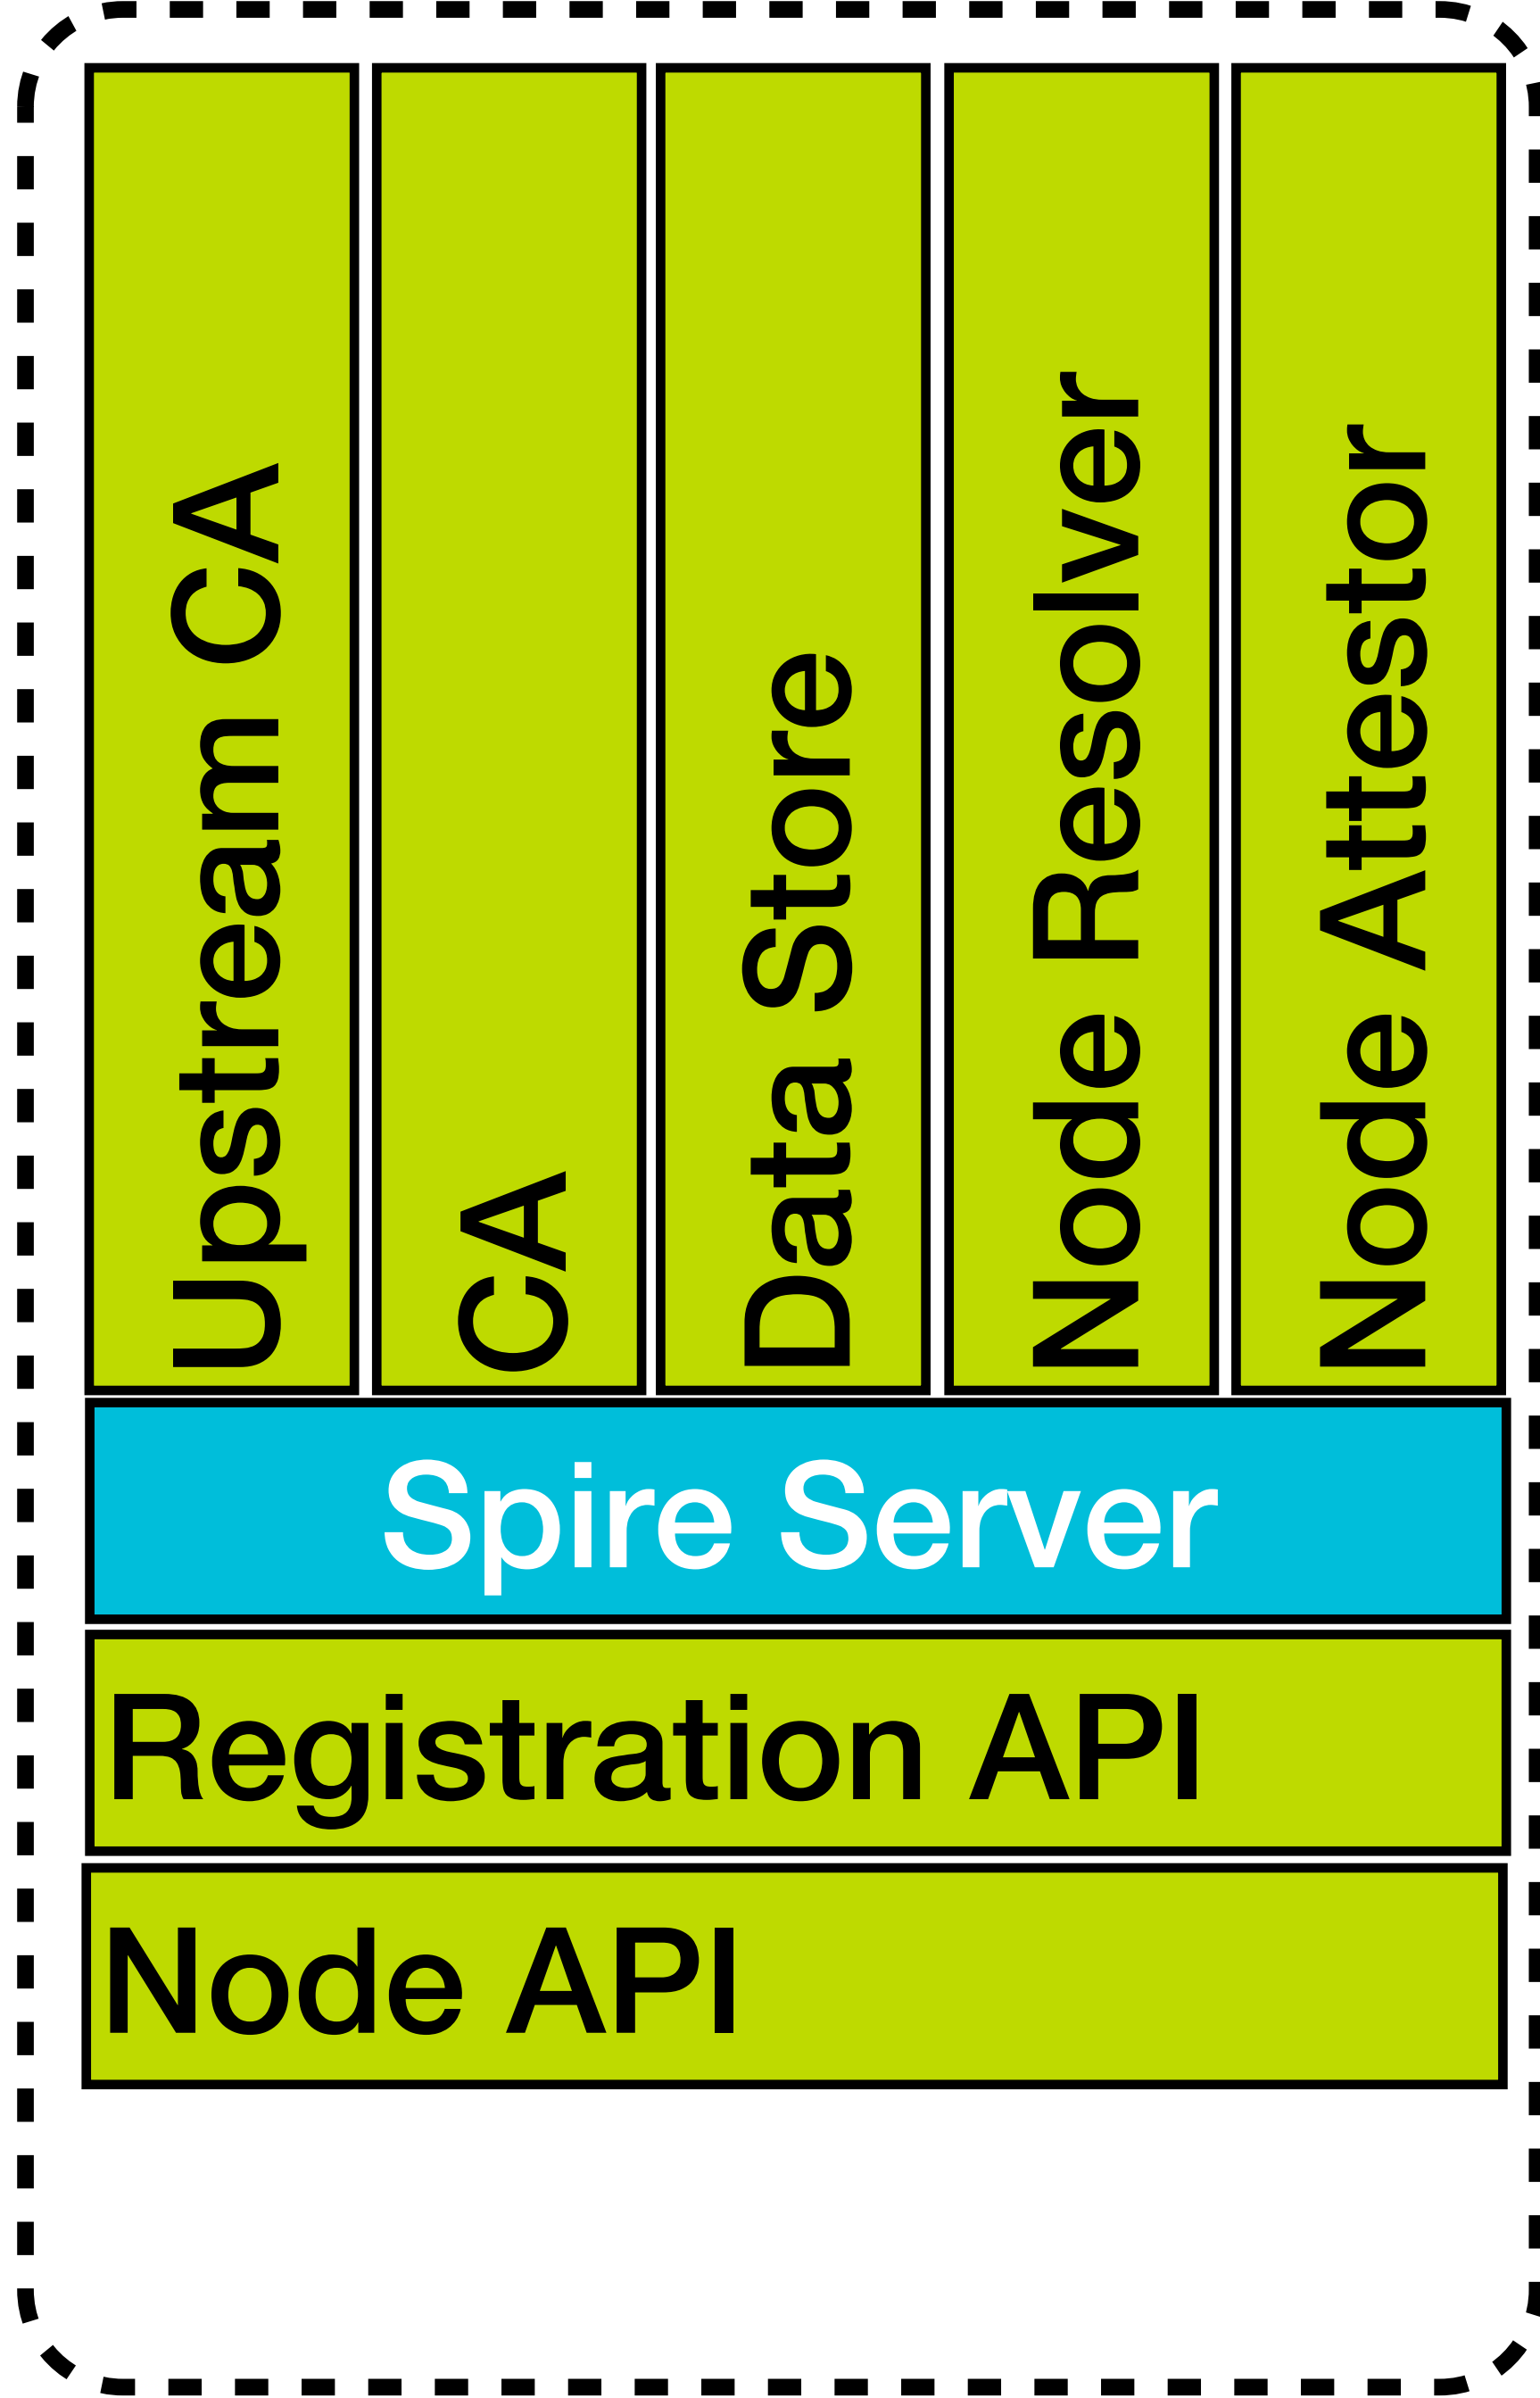 Upstream CA
CA
Data Store
Node Resolver
Node Attestor
Spire Server
Registration API
Node API